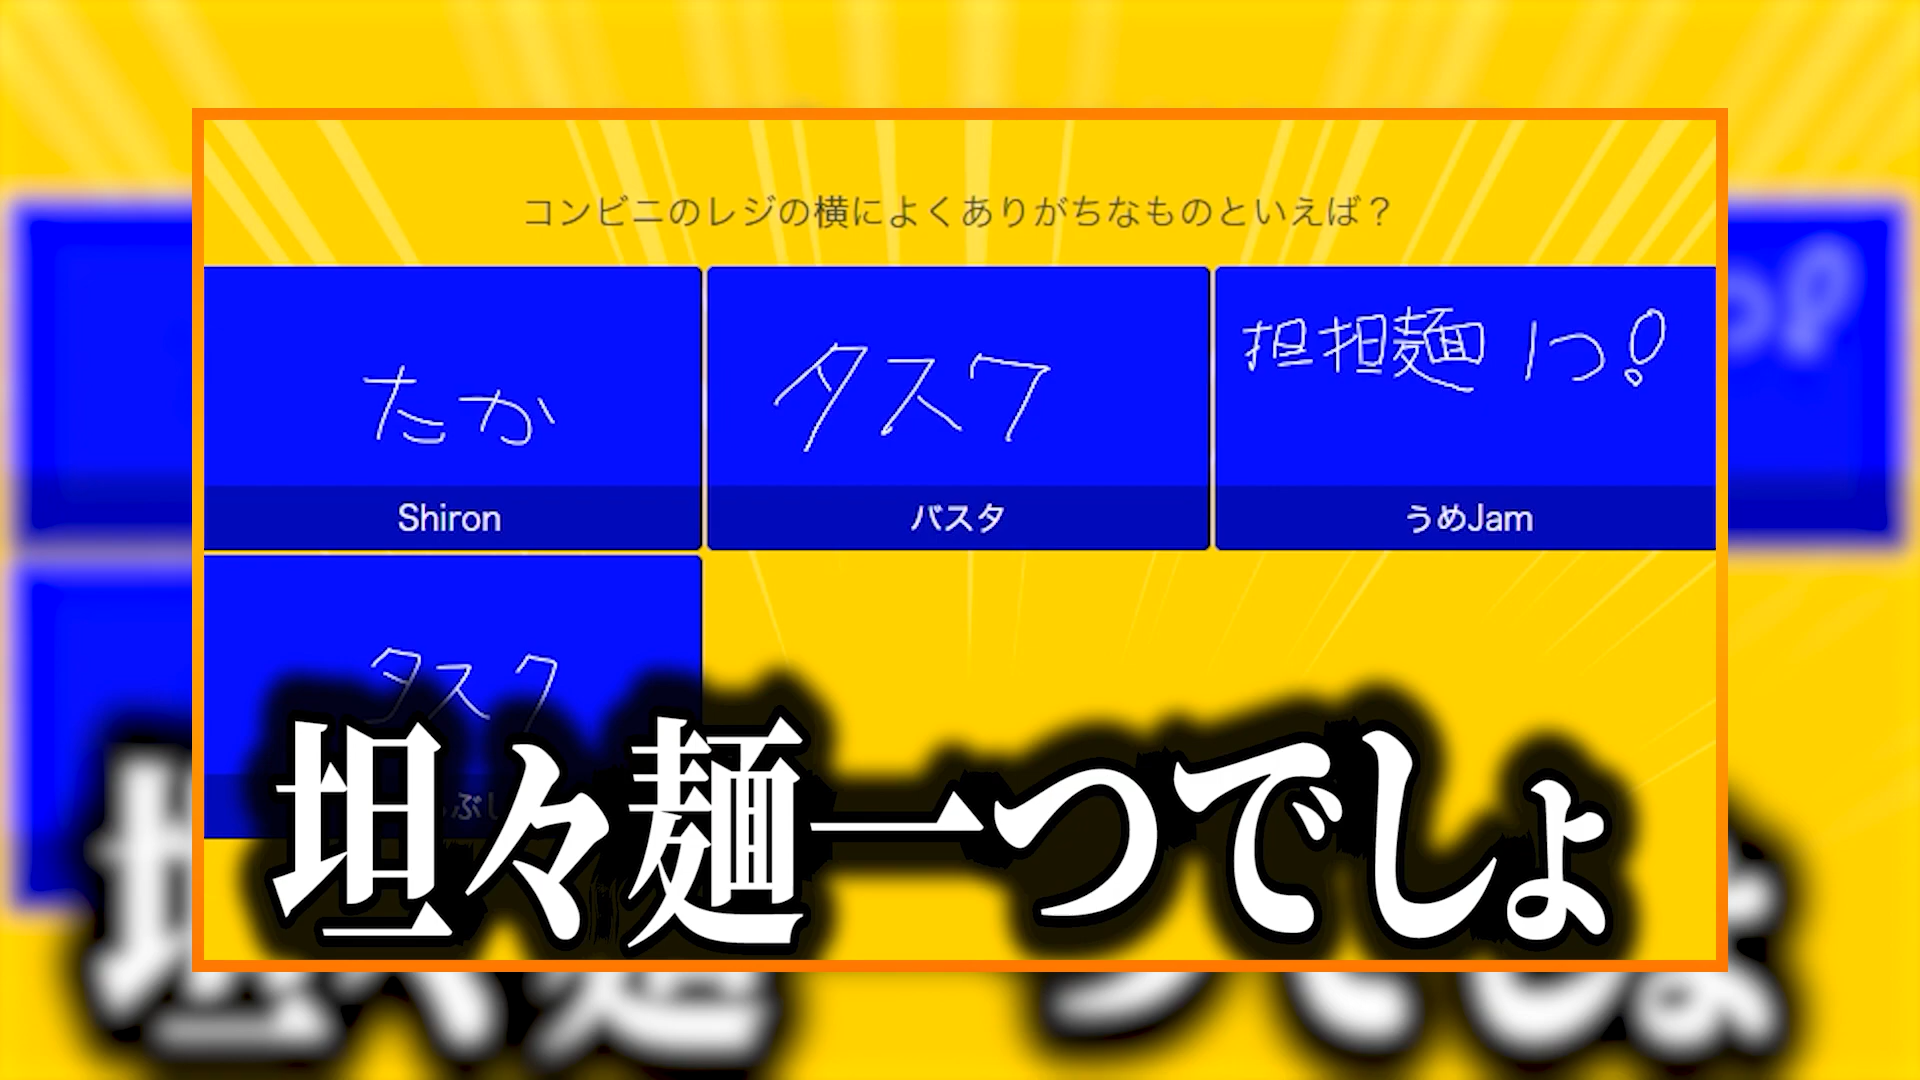 コンビニのレジの横によくありがちなものといえば？
たか
タスク
担担麺 1つ!
Shiron
バスタ
うめJam
タスク
坦々麺一つでしょ